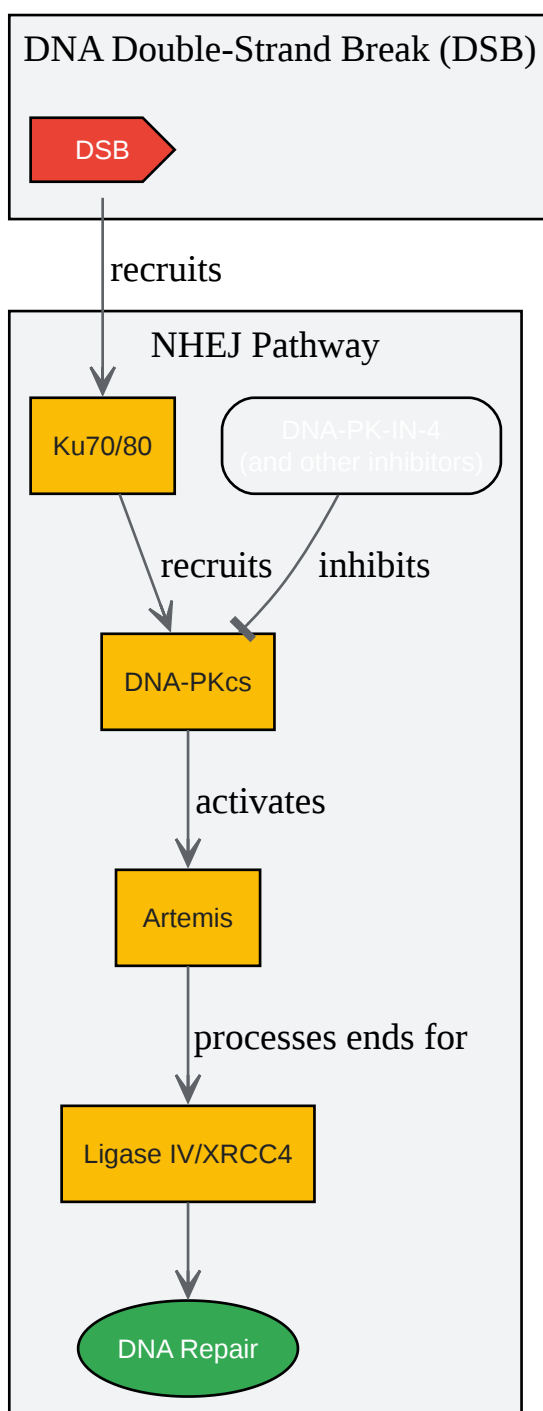 DNA Double-Strand Break (DSB)
DSB
recruits
NHEJ Pathway
Ku70/80
DNA-PK-IN-4
(and other inhibitors)
recruits
inhibits
DNA-PKcs
activates
Artemis
processes ends for
Ligase IV/XRCC4
DNA Repair